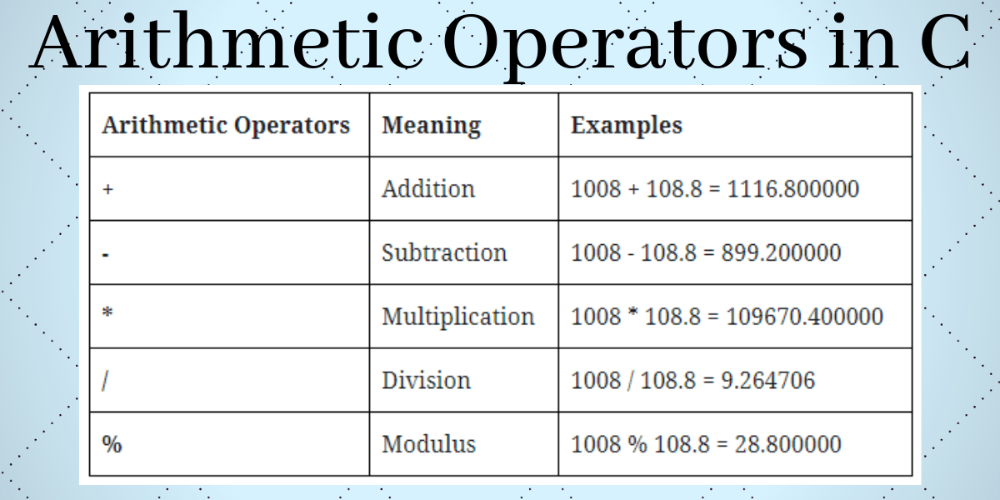 Arithmetic Operators in C
Arithmetic Operators Meaning Examples
+ Addition 1008 + 108.8 = 1116.800000
- Subtraction 1008 - 108.8 = 899.200000
* Multiplication 1008 * 108.8 = 109670.400000
/ Division 1008 / 108.8 = 9.264706
% Modulus 1008 % 108.8 = 28.800000